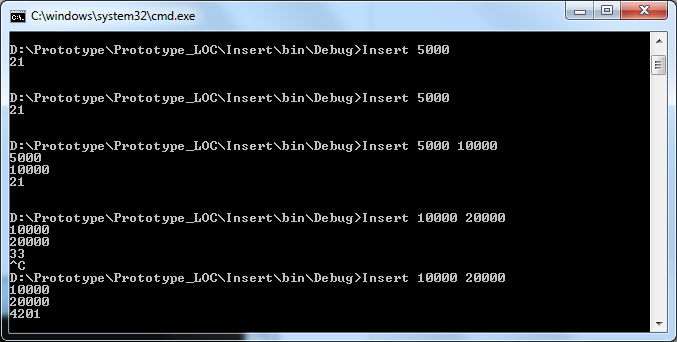 C:\windows\system32\cmd.exe
D:\Prototype\Prototype_LOC\Insert\bin\Debug>Insert 5000
21
D:\Prototype\Prototype_LOC\Insert\bin\Debug>Insert 5000
21
D:\Prototype\Prototype_LOC\Insert\bin\Debug>Insert 5000 10000
5000
10000
21
D:\Prototype\Prototype_LOC\Insert\bin\Debug>Insert 10000 20000
10000
20000
33
^C
D:\Prototype\Prototype_LOC\Insert\bin\Debug>Insert 10000 20000
10000
20000
4201